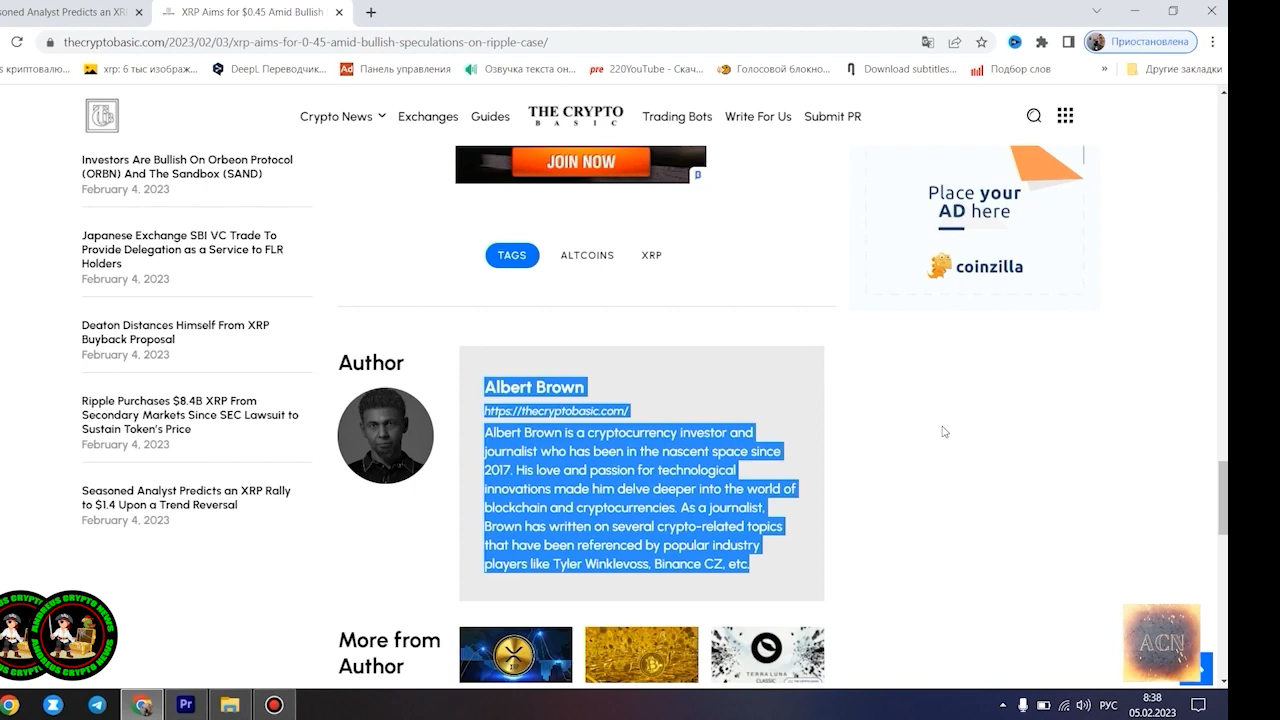 soned Analyst Predicts an XR
XRP Aims for $0.45 Amid Bullish
thecryptobasic.com/2023/02/03/xrp-aims-for-0-45-amid-bullish-speculations-on-ripple-case/
Приостановлена
s криптовалю...
xrp: 6 тыс изображ...
DeepL Переводчик...
Ad Панель управления
Озвучка текста он...
pre 220YouTube - Скач...
Голосовой блокно...
Download subtitles...
Подбор слов
»
Другие закладки
Crypto News
Exchanges
Guides
THE CRYPTO
BASIC
Trading Bots
Write For Us
Submit PR
Investors Are Bullish On Orbeon Protocol
(ORBN) And The Sandbox (SAND)
February 4, 2023
Japanese Exchange SBI VC Trade To
Provide Delegation as a Service to FLR
Holders
February 4, 2023
Deaton Distances Himself From XRP
Buyback Proposal
February 4, 2023
Ripple Purchases $8.4B XRP From
Secondary Markets Since SEC Lawsuit to
Sustain Token's Price
February 4, 2023
Seasoned Analyst Predicts an XRP Rally
to $1.4 Upon a Trend Reversal
February 4, 2023
JOIN NOW
TAGS
ALTCOINS
XRP
Author
Albert Brown
https://thecryptobasic.com/
Albert Brown is a cryptocurrency investor and
journalist who has been in the nascent space since
2017. His love and passion for technological
innovations made him delve deeper into the world of
blockchain and cryptocurrencies. As a journalist,
Brown has written on several crypto-related topics
that have been referenced by popular industry
players like Tyler Winklevoss, Binance CZ, etc.
More from
Author
TERRA LUNA
CLASSIC
Place your
AD here
coinzilla
ANDREUS CRYPTO NEWS
ACN
Pr
РУС
8:38
05.02.2023